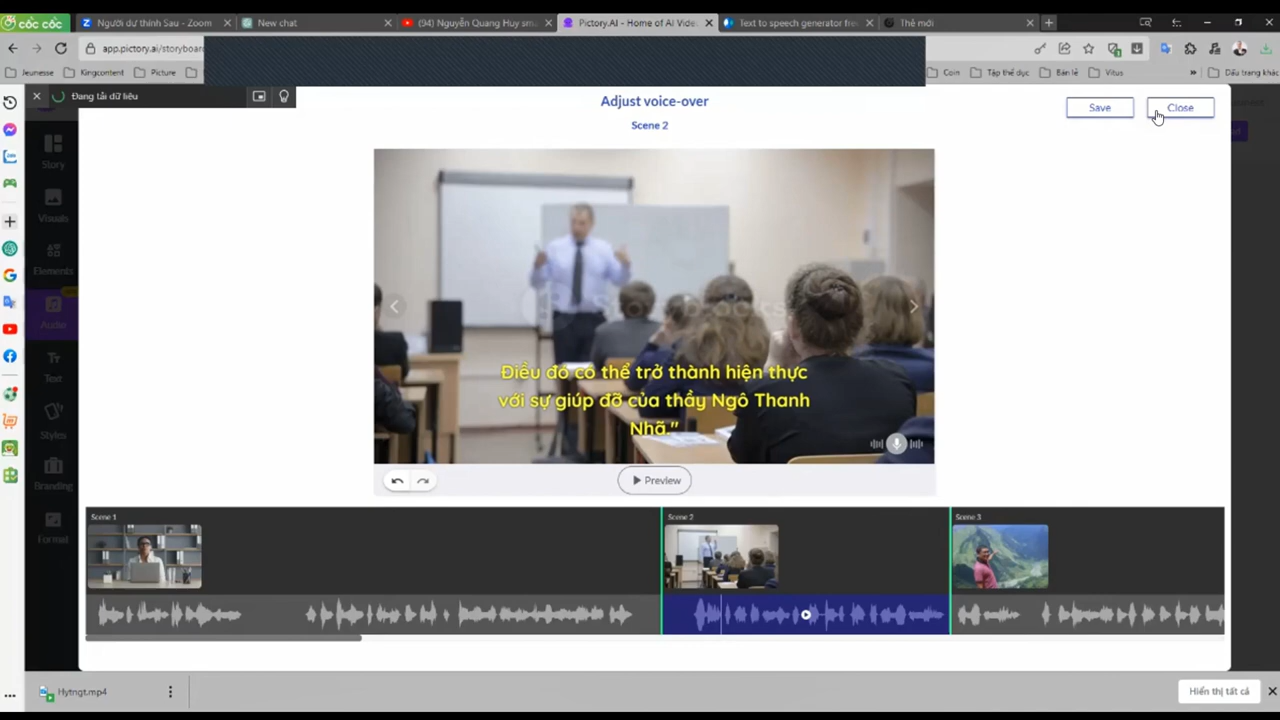 cốc cốc
Người dự thính Sau - Zoom
New chat
(94) Nguyễn Quang Huy sm
Pictory.AI - Home of AI Vide
Text to speech generator fre
Thẻ mới
app.pictory.ai/storyboard
Jeunesse
Kingcontent
Picture
Coin
Tập thể dục
Bán lẻ
Vitus
Dấu trang khác
Đang tải dữ liệu
Adjust voice-over
Scene 2
Save
Close
Story
Visuals
Elements
Audio
Text
Styles
Branding
Format
Điều đó có thể trở thành hiện thực
với sự giúp đỡ của thầy Ngô Thanh
Nhã."
Preview
Scene 1
Scene 2
Scene 3
Hytngt.mp4
Hiển thị tất cả